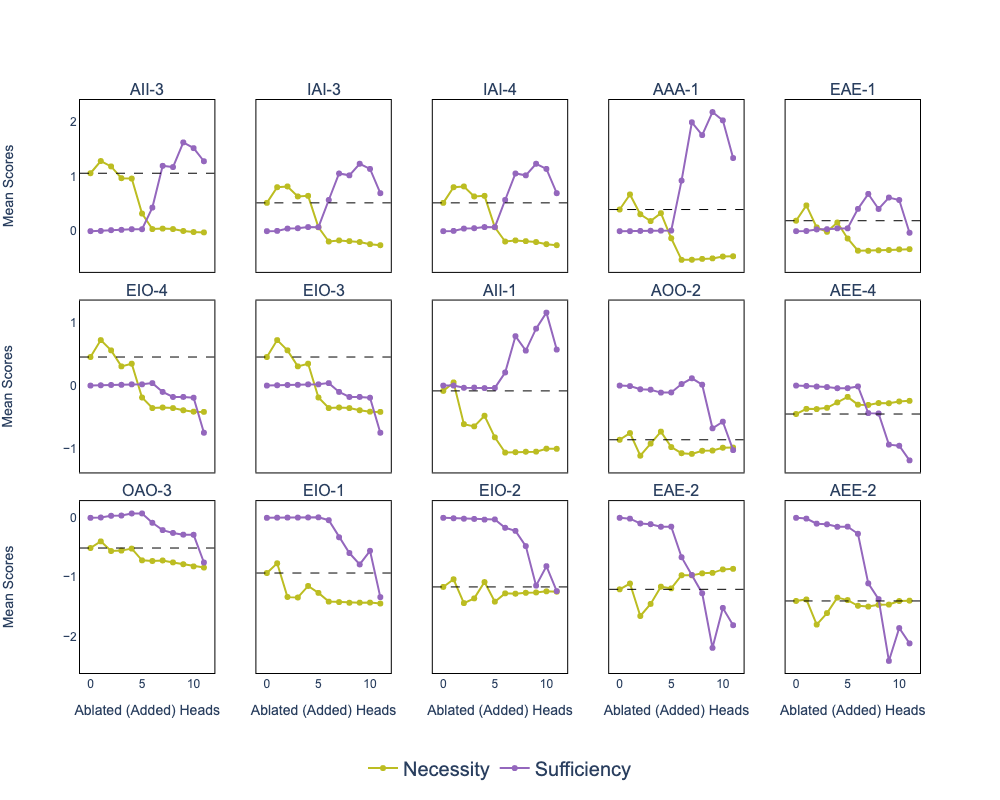 AII-3 IAI-3 IAI-4 AAA-1 EAE-1
Mean Scores
2
1
0
EIO-4 EIO-3 AII-1 AOO-2 AEE-4
Mean Scores
1
0
−1
OAO-3 EIO-1 EIO-2 EAE-2 AEE-2
Mean Scores
0
−1
−2
0 5 10 0 5 10 0 5 10 0 5 10 0 5 10
Ablated (Added) Heads Ablated (Added) Heads Ablated (Added) Heads Ablated (Added) Heads Ablated (Added) Heads
Necessity Sufficiency